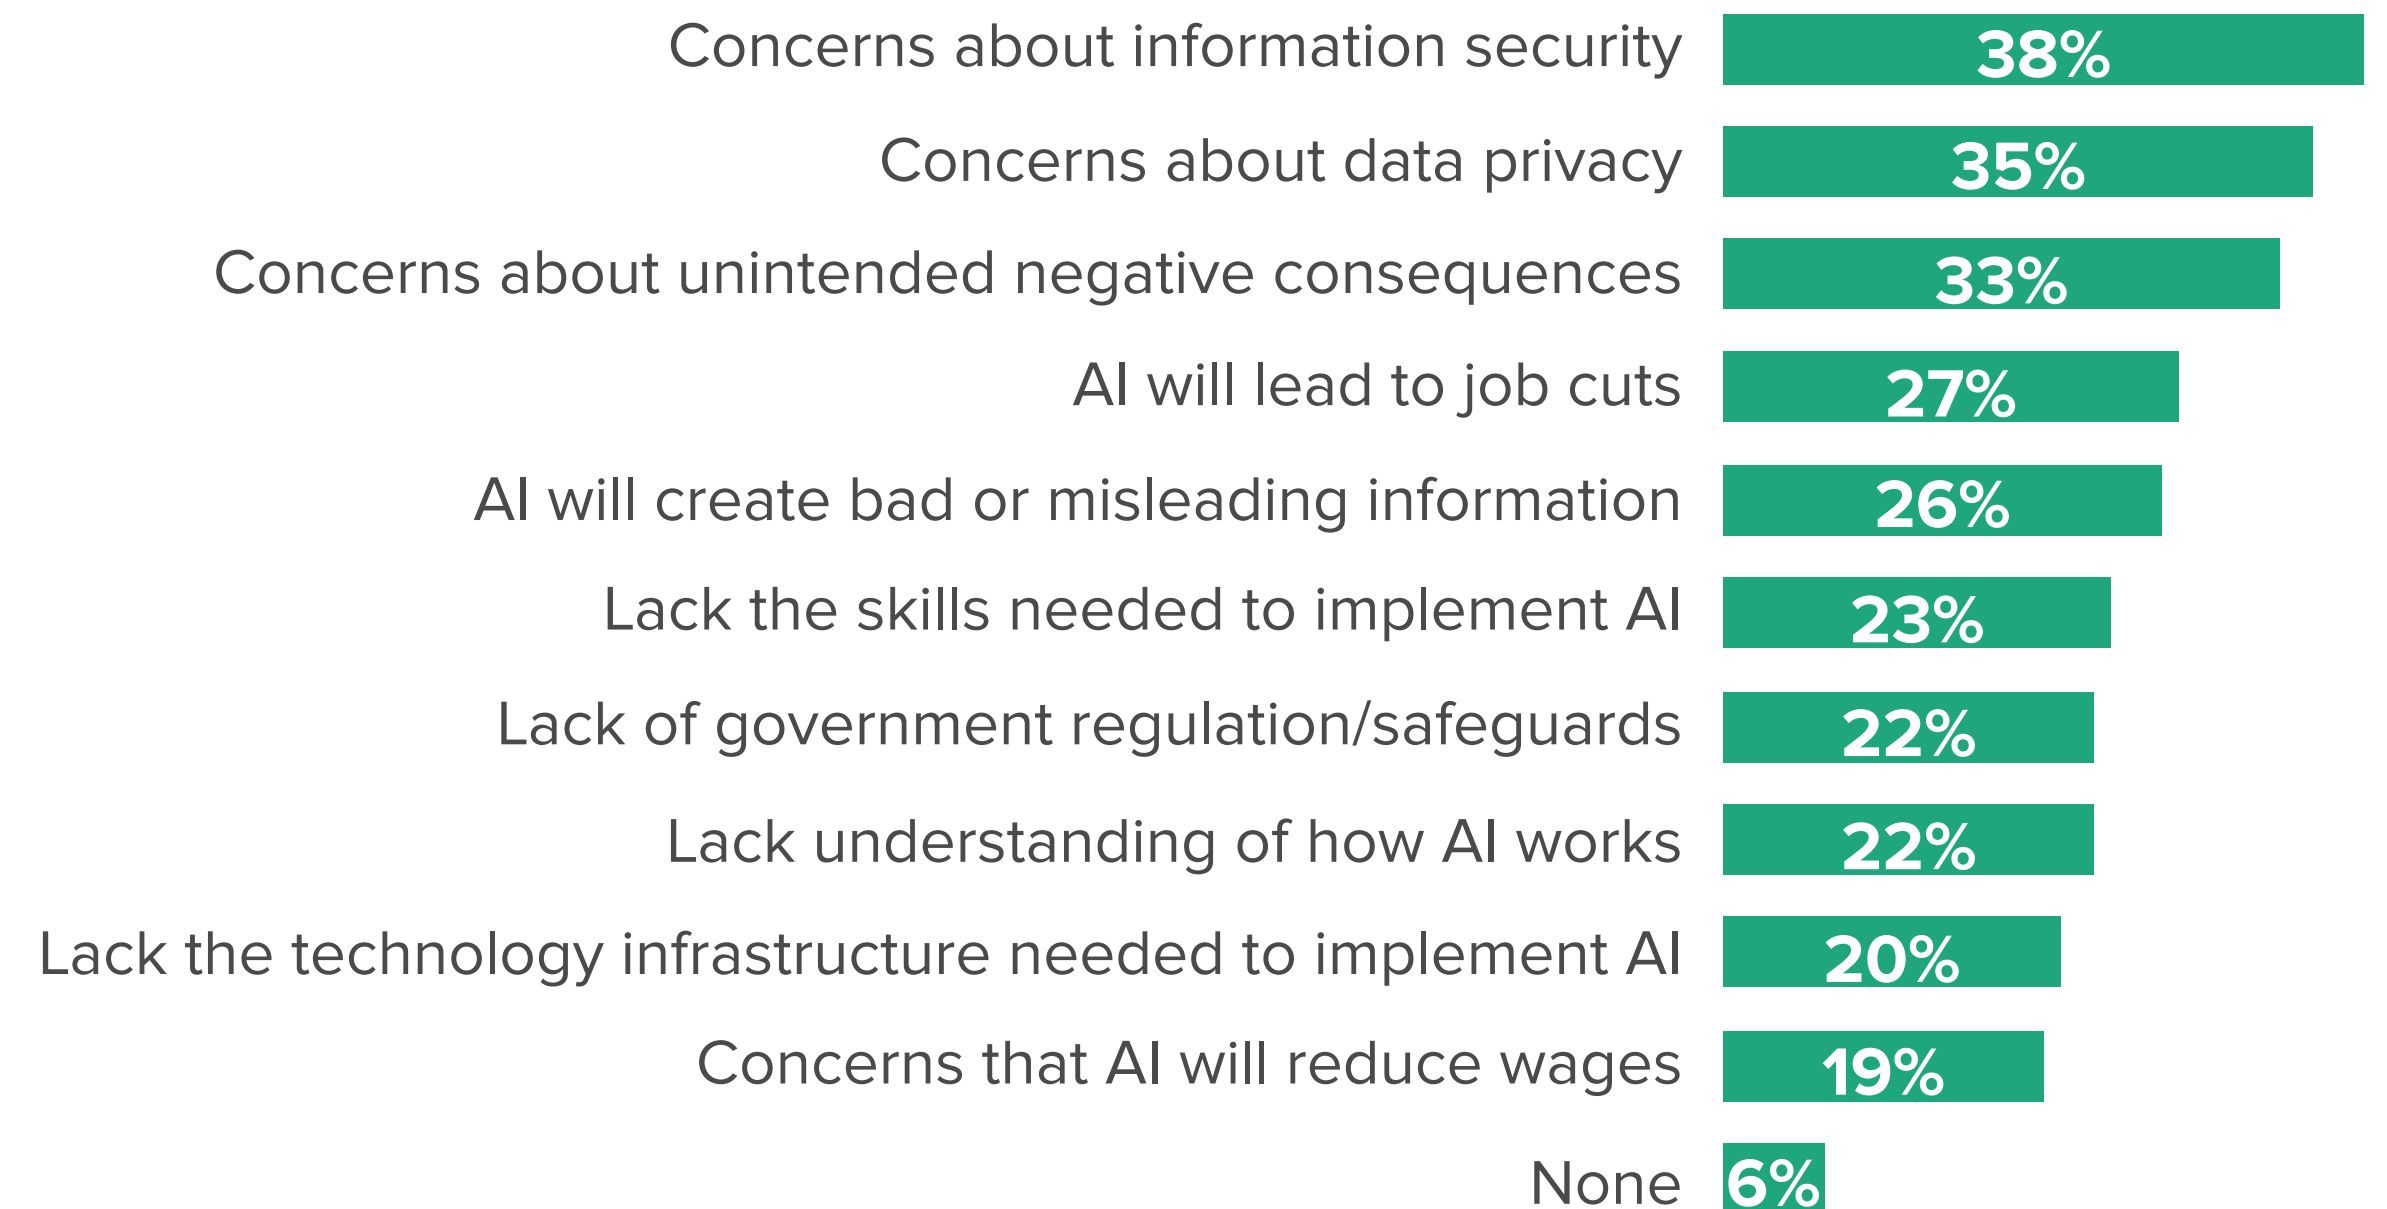 Concerns about information security 38%
Concerns about data privacy 35%
Concerns about unintended negative consequences 33%
AI will lead to job cuts 27%
AI will create bad or misleading information 26%
Lack the skills needed to implement AI 23%
Lack of government regulation/safeguards 22%
Lack understanding of how AI works 22%
Lack the technology infrastructure needed to implement AI 20%
Concerns that AI will reduce wages 19%
None 6%